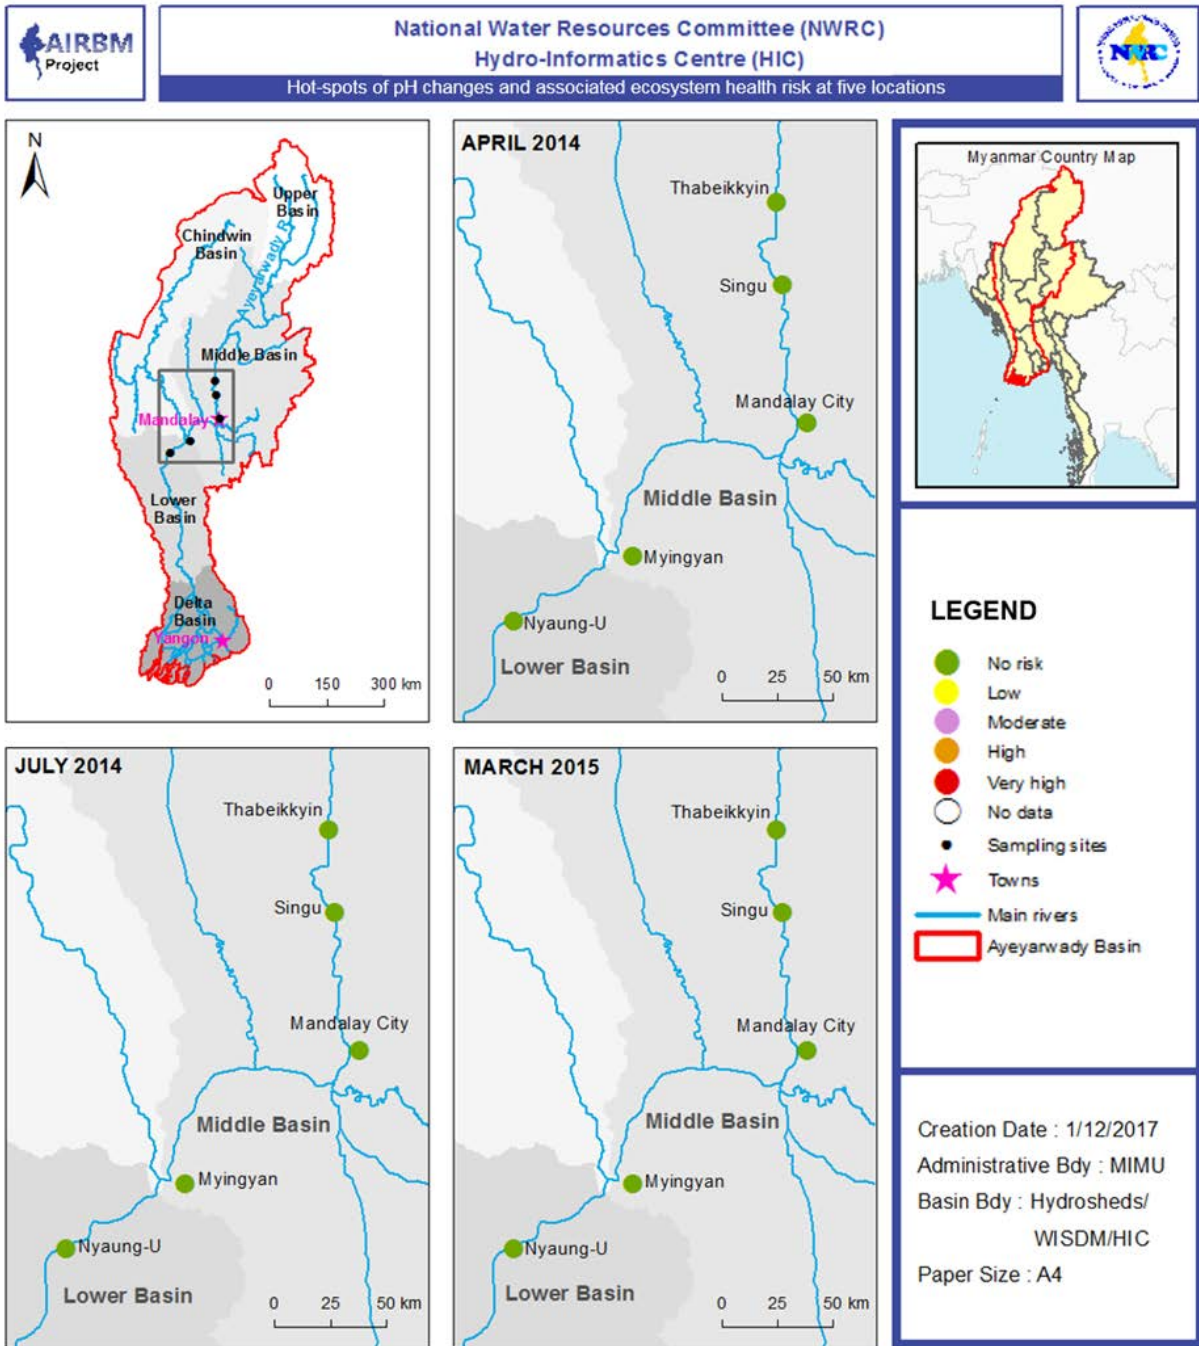 AIRBM
Project
National Water Resources Committee (NWRC)
Hydro-Informatics Centre (HIC)
Hot-spots of pH changes and associated ecosystem health risk at five locations
NWRC
N
Upper
Basin
Chindwin
Basin
Ayeyarwady R
Middle Basin
Mandalay
Lower
Basin
Delta
Basin
Yangon
0 150 300 km
APRIL 2014
Thabeikkyin
Singu
Mandalay City
Middle Basin
Myingyan
Nyaung-U
Lower Basin
0 25 50 km
Myanmar Country Map
JULY 2014
Thabeikkyin
Singu
Mandalay City
Middle Basin
Myingyan
Nyaung-U
Lower Basin
0 25 50 km
MARCH 2015
Thabeikkyin
Singu
Mandalay City
Middle Basin
Myingyan
Nyaung-U
Lower Basin
0 25 50 km
LEGEND
No risk
Low
Moderate
High
Very high
No data
Sampling sites
Towns
Main rivers
Ayeyarwady Basin
Creation Date : 1/12/2017
Administrative Bdy : MIMU
Basin Bdy : Hydrosheds/
WISDM/HIC
Paper Size : A4